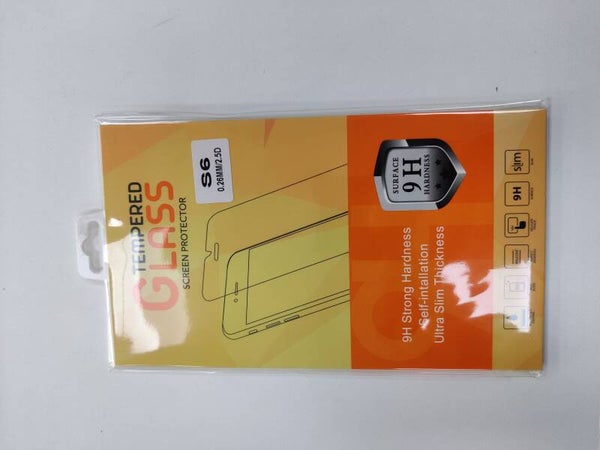 TEMPERED
GLASS
SCREEN PROTECTOR
S6
0.26MM/2.5D
SURFACE
9H
HARDNESS
9H Strong Hardness
Self-intallation
Ultra Slim Thickness
slim
9H